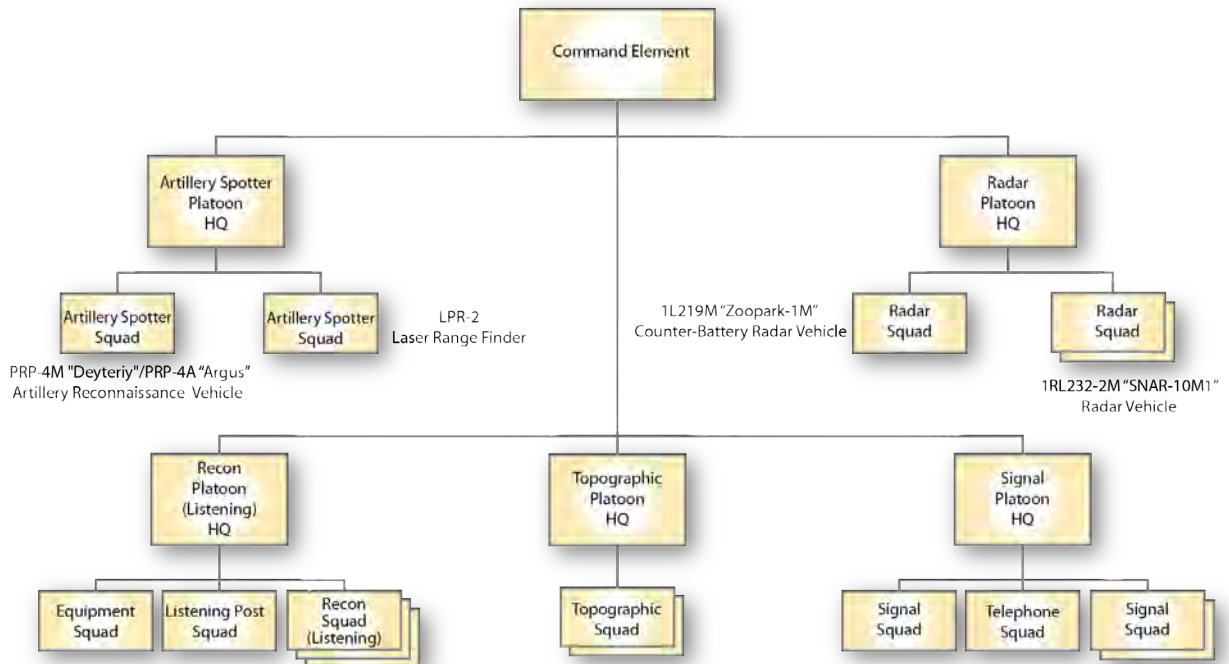 Command Element
Artillery Spotter
Platoon
HQ
Radar
Platoon
HQ
Artillery Spotter
Squad
Artillery Spotter
Squad
LPR-2
Laser Range Finder
1L219M "Zoopark-1M"
Counter-Battery Radar Vehicle
Radar
Squad
Radar
Squad
PRP-4M "Deyteriy"/PRP-4A "Argus"
Artillery Reconnaissance Vehicle
1RL232-2M "SNAR-10M1"
Radar Vehicle
Recon
Platoon
(Listening)
HQ
Topographic
Platoon
HQ
Signal
Platoon
HQ
Equipment
Squad
Listening Post
Squad
Recon
Squad
(Listening)
Topographic
Squad
Signal
Squad
Telephone
Squad
Signal
Squad